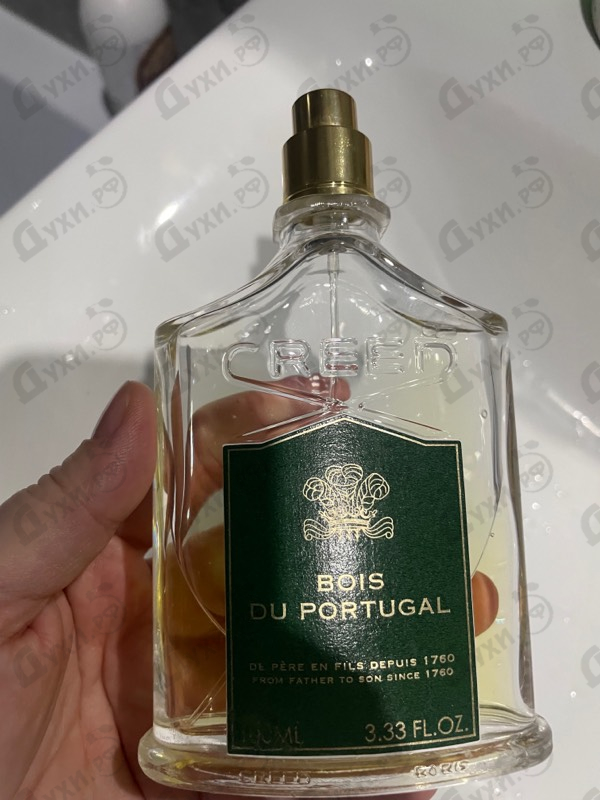 CREED
BOIS
DU PORTUGAL
DE PÈRE EN FILS DEPUIS 1760
FROM FATHER TO SON SINCE 1760
3.33 FL.OZ.
CREED
Духи.РФ